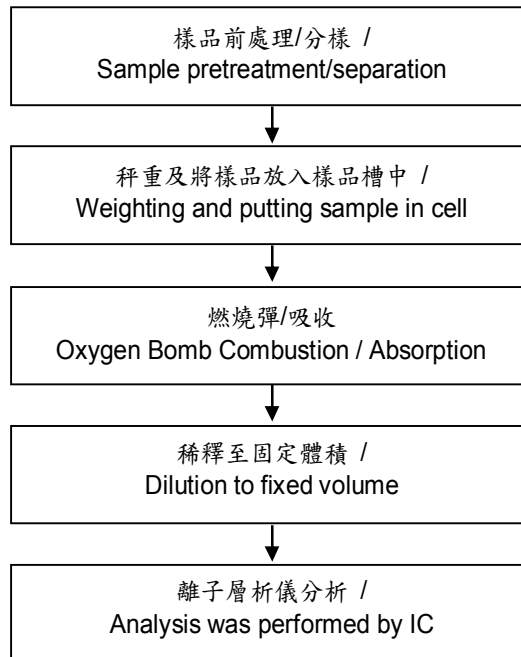 樣品前處理/分樣 /
Sample pretreatment/separation
秤重及將樣品放入樣品槽中 /
Weighting and putting sample in cell
燃燒彈/吸收
Oxygen Bomb Combustion / Absorption
稀釋至固定體積 /
Dilution to fixed volume
離子層析儀分析 /
Analysis was performed by IC